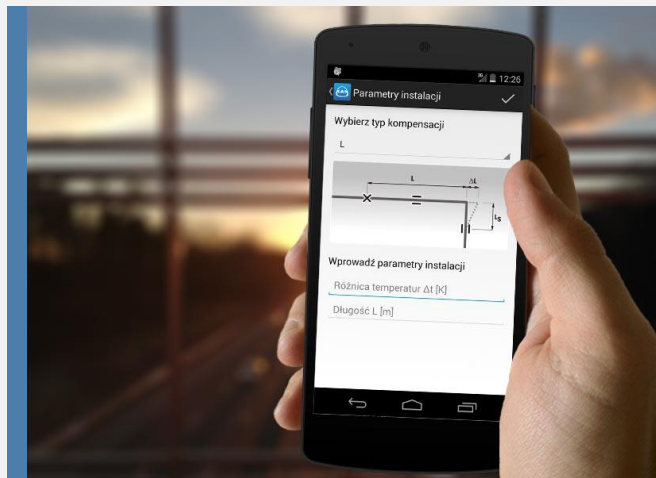 12:26
Parametry instalacji
Wybierz typ kompensacji
L
L ΔL
Ls
Wprowadź parametry instalacji
Różnica temperatur Δt [K]
Długość L [m]